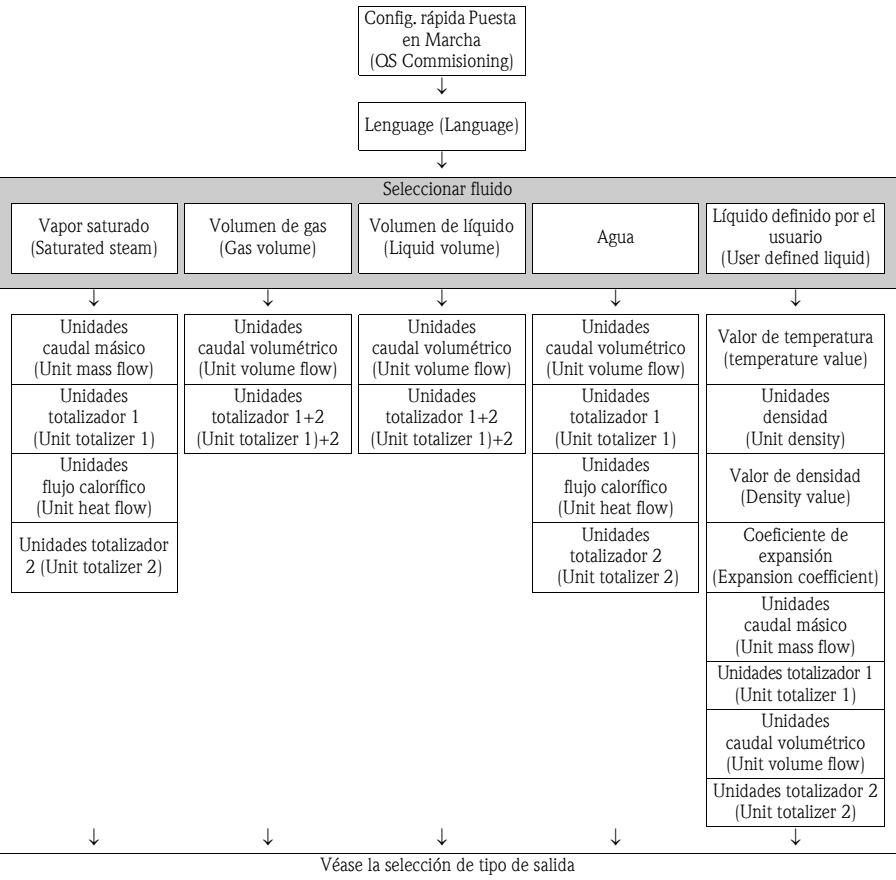 Config. rápida Puesta
en Marcha
(QS Commisioning)
↓
Lenguage (Language)
↓
Seleccionar fluido
Vapor saturado
(Saturated steam)
Volumen de gas
(Gas volume)
Volumen de líquido
(Liquid volume)
Agua
Líquido definido por el
usuario
(User defined liquid)
↓ ↓ ↓ ↓ ↓
Unidades
caudal másico
(Unit mass flow)
Unidades
totalizador 1
(Unit totalizer 1)
Unidades
flujo calorífico
(Unit heat flow)
Unidades totalizador
2 (Unit totalizer 2)
Unidades
caudal volumétrico
(Unit volume flow)
Unidades
totalizador 1+2
(Unit totalizer 1)+2
Unidades
caudal volumétrico
(Unit volume flow)
Unidades
totalizador 1+2
(Unit totalizer 1)+2
Unidades
caudal volumétrico
(Unit volume flow)
Unidades
totalizador 1
(Unit totalizer 1)
Unidades
flujo calorífico
(Unit heat flow)
Unidades
totalizador 2
(Unit totalizer 2)
Valor de temperatura
(temperature value)
Unidades
densidad
(Unit density)
Valor de densidad
(Density value)
Coeficiente de
expansión
(Expansion coefficient)
Unidades
caudal másico
(Unit mass flow)
Unidades totalizador 1
(Unit totalizer 1)
Unidades
caudal volumétrico
(Unit volume flow)
Unidades totalizador 2
(Unit totalizer 2)
↓ ↓ ↓ ↓ ↓
Véase la selección de tipo de salida